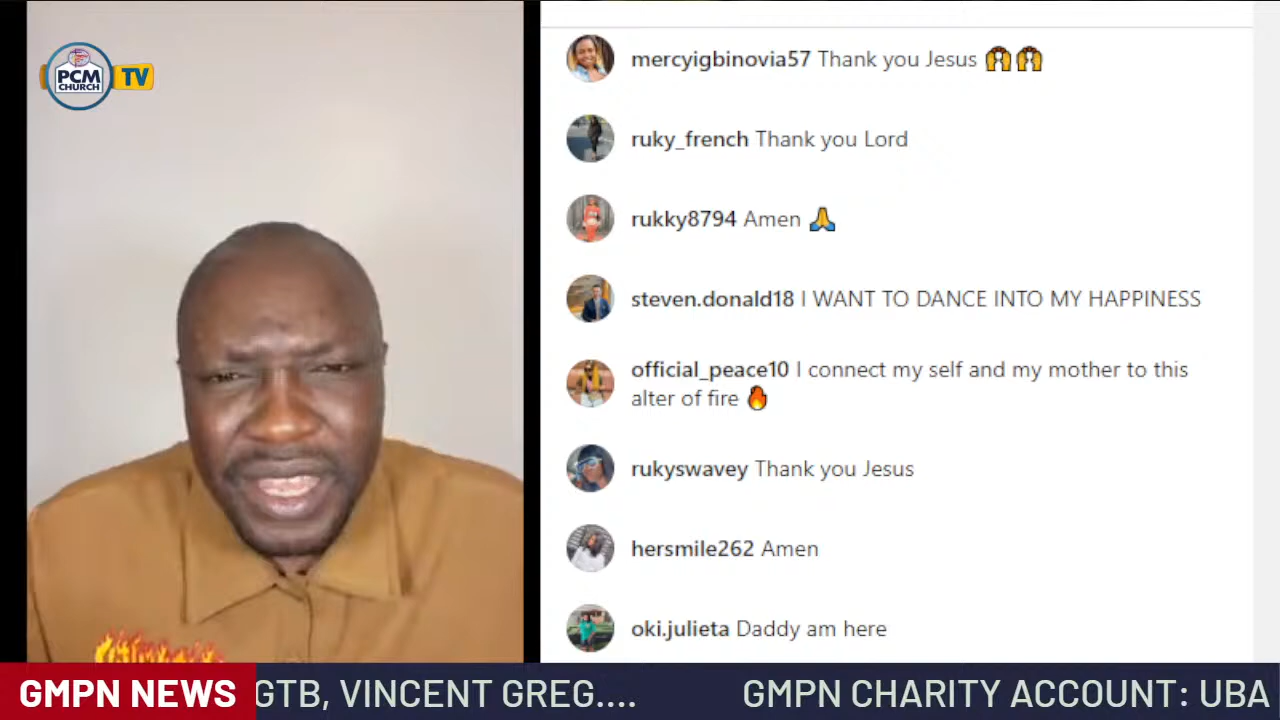 PCM
CHURCH
TV
mercyigbinovia57 Thank you Jesus 🙌🙌
ruky_french Thank you Lord
rukky8794 Amen 🙏
steven.donald18 I WANT TO DANCE INTO MY HAPPINESS
official_peace10 I connect my self and my mother to this
alter of fire 🔥
rukyswavey Thank you Jesus
hersmile262 Amen
oki.julieta Daddy am here
GMPN NEWS
GTB, VINCENT GREG.... GMPN CHARITY ACCOUNT: UBA